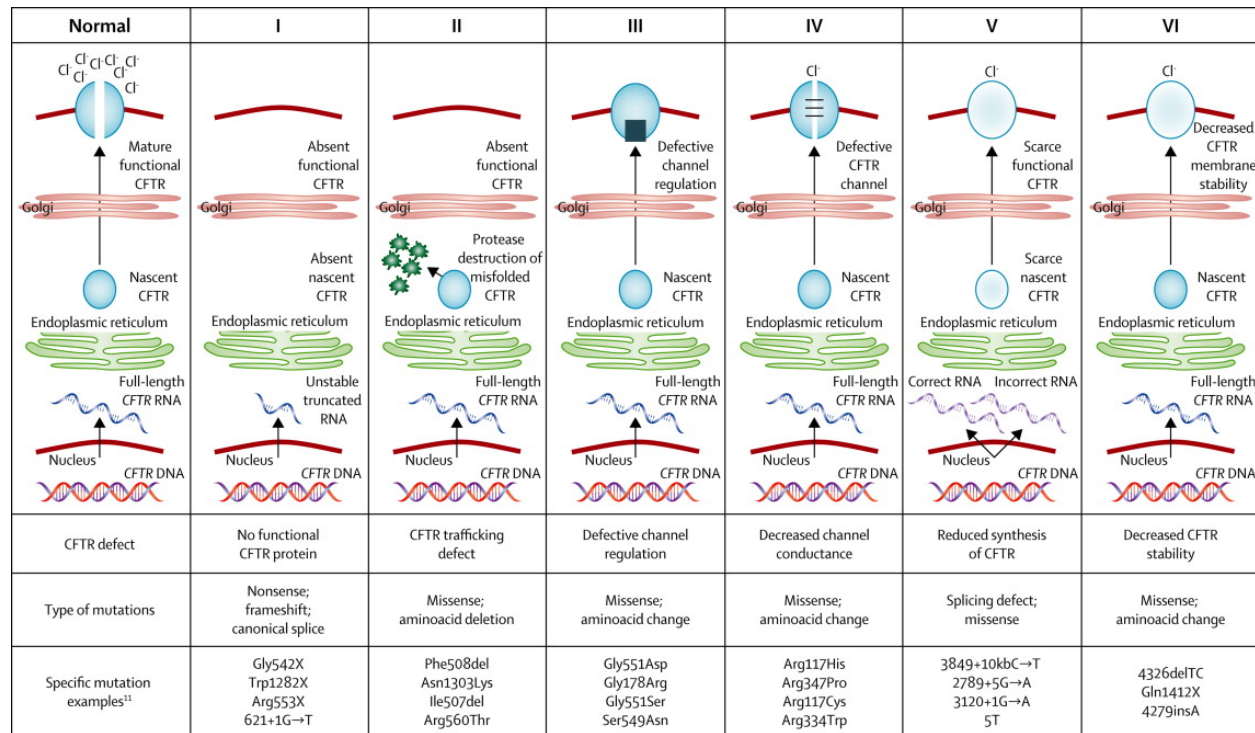 Normal
I
II
III
IV
V
VI
Cl- Cl- Cl- Cl-
Cl- Cl- Cl-
Cl-
Mature
functional
CFTR
Golgi
Nascent
CFTR
Endoplasmic reticulum
Full-length
CFTR RNA
Nucleus
CFTR DNA
Absent
functional
CFTR
Golgi
Absent
nascent
CFTR
Endoplasmic reticulum
Unstable
truncated
RNA
Nucleus
CFTR DNA
Absent
functional
CFTR
Golgi
Protease
destruction of
misfolded
CFTR
Endoplasmic reticulum
Full-length
CFTR RNA
Nucleus
CFTR DNA
Defective
channel
regulation
Golgi
Nascent
CFTR
Endoplasmic reticulum
Full-length
CFTR RNA
Nucleus
CFTR DNA
Cl-
Defective
CFTR
channel
Golgi
Nascent
CFTR
Endoplasmic reticulum
Full-length
CFTR RNA
Nucleus
CFTR DNA
Cl-
Scarce
functional
CFTR
Golgi
Scarce
nascent
CFTR
Endoplasmic reticulum
Correct RNA Incorrect RNA
Nucleus
CFTR DNA
Cl-
Decreased
CFTR
membrane
stability
Golgi
Nascent
CFTR
Endoplasmic reticulum
Full-length
CFTR RNA
Nucleus
CFTR DNA
CFTR defect
No functional
CFTR protein
CFTR trafficking
defect
Defective channel
regulation
Decreased channel
conductance
Reduced synthesis
of CFTR
Decreased CFTR
stability
Type of mutations
Nonsense;
frameshift;
canonical splice
Missense;
aminoacid deletion
Missense;
aminoacid change
Missense;
aminoacid change
Splicing defect;
missense
Missense;
aminoacid change
Specific mutation
examples11
Gly542X
Trp1282X
Arg553X
621+1G→T
Phe508del
Asn1303Lys
Ile507del
Arg560Thr
Gly551Asp
Gly178Arg
Gly551Ser
Ser549Asn
Arg117His
Arg347Pro
Arg117Cys
Arg334Trp
3849+10kbC→T
2789+5G→A
3120+1G→A
5T
4326delTC
Gln1412X
4279insA